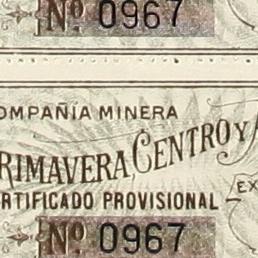 Nº 0967
OMPAÑIA MINERA
RIMAVERA, CENTRO Y A
RTIFICADO PROVISIONAL
EX
Nº 0967